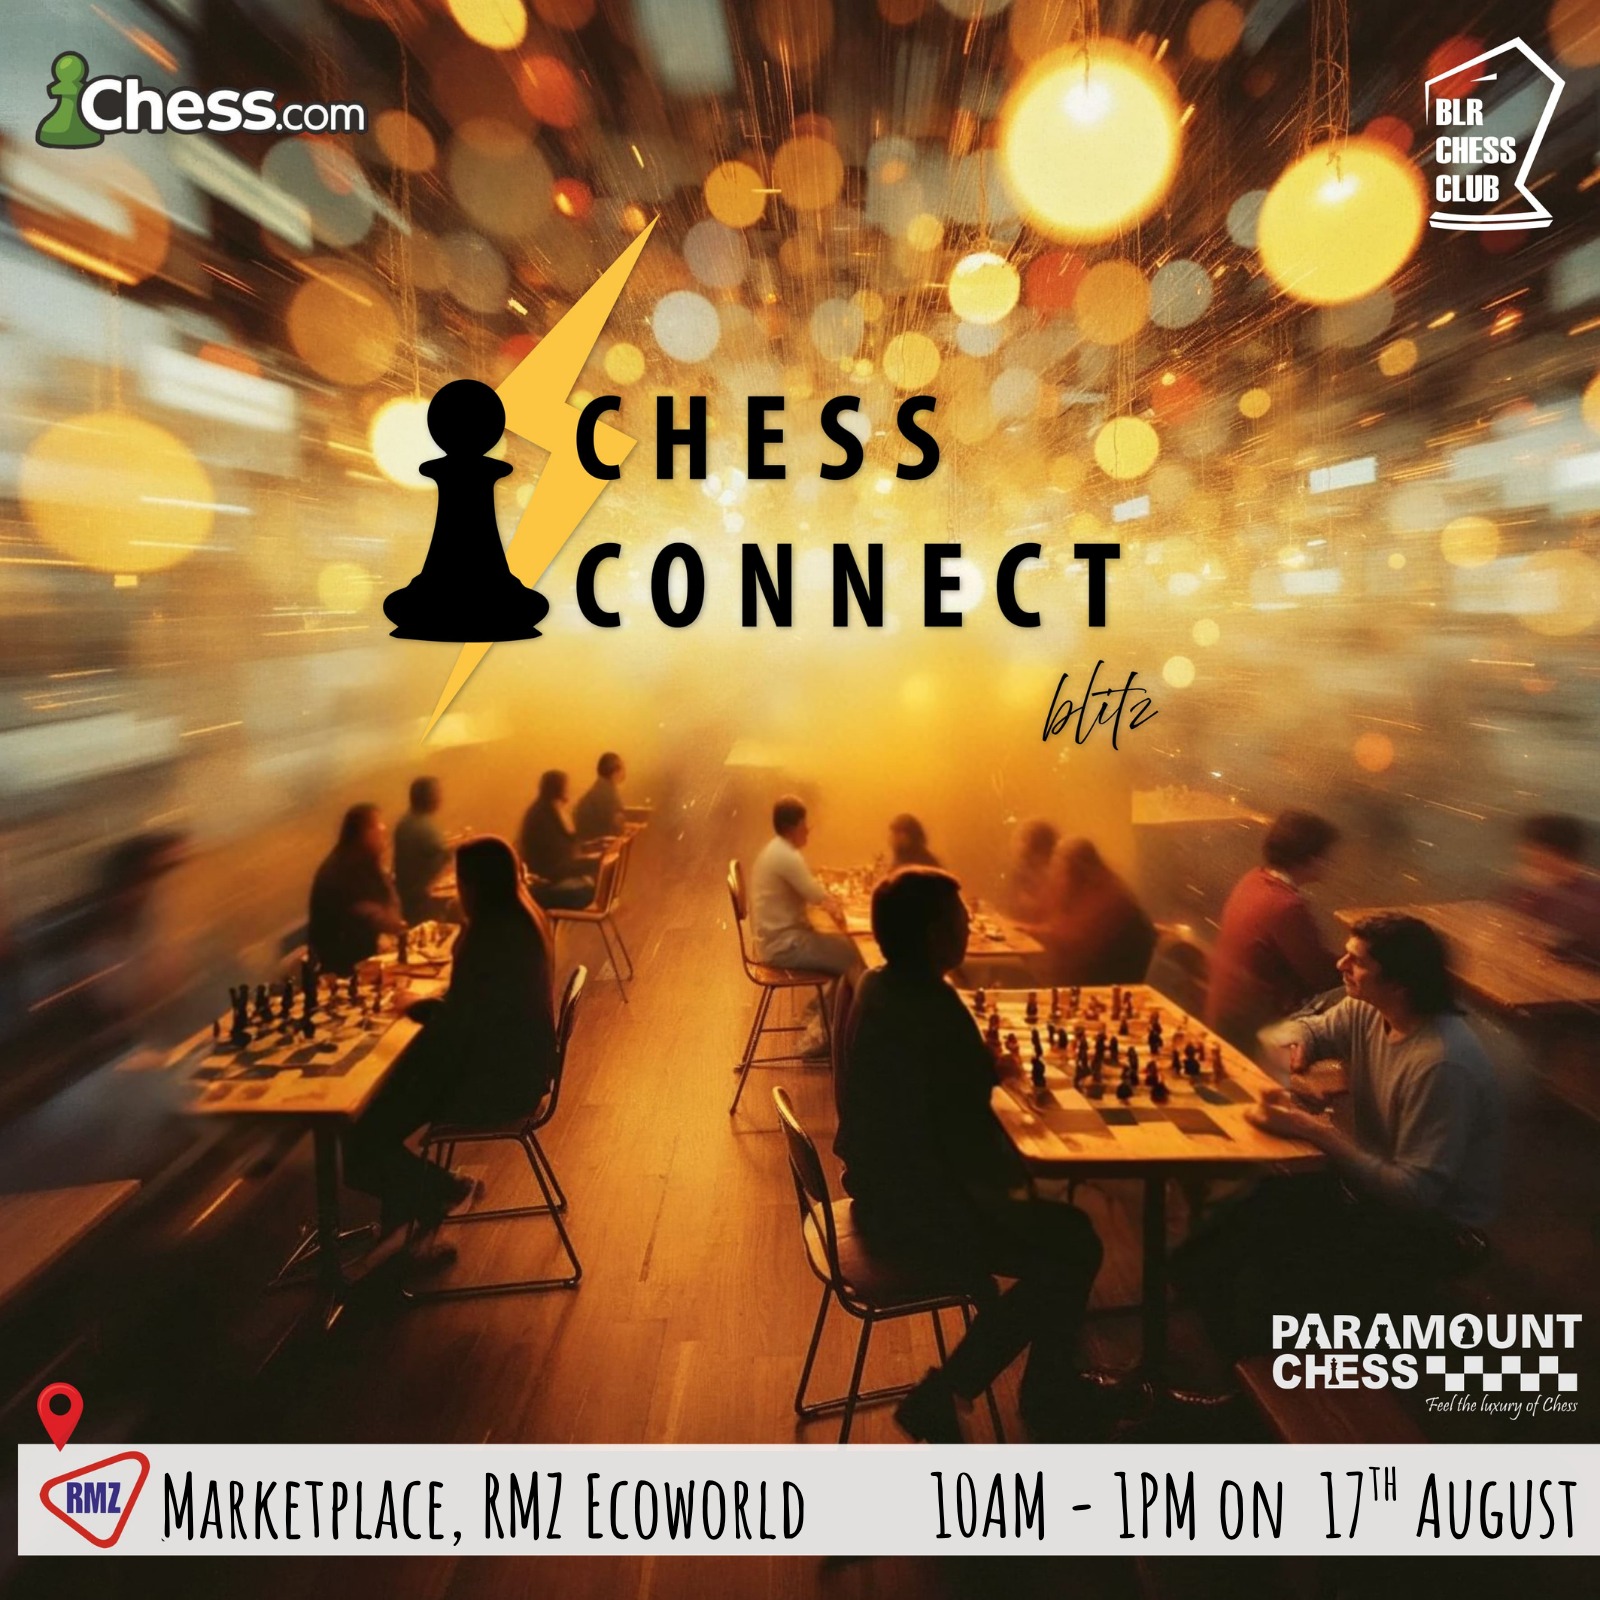 Chess.com
BLR
CHESS
CLUB
CHESS
CONNECT
blitz
PARAMOUNT
CHESS
Feel the luxury of Chess
RMZ
MARKETPLACE, RMZ ECOWORLD
10AM - 1PM ON 17TH AUGUST